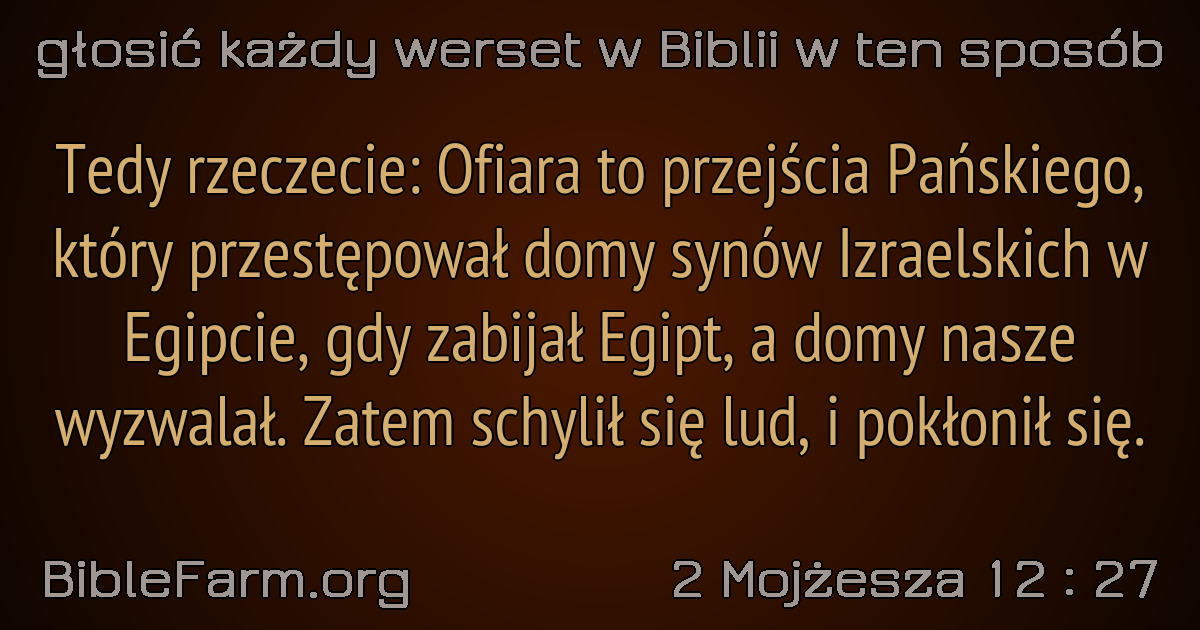 głosić każdy werset w Biblii w ten sposób
Tedy rzeczecie: Ofiara to przejścia Pańskiego,
który przestępował domy synów Izraelskich w
Egipcie, gdy zabijał Egipt, a domy nasze
wyzwalał. Zatem schylił się lud, i pokłonił się.
BibleFarm.org
2 Mojżesza 12 : 27